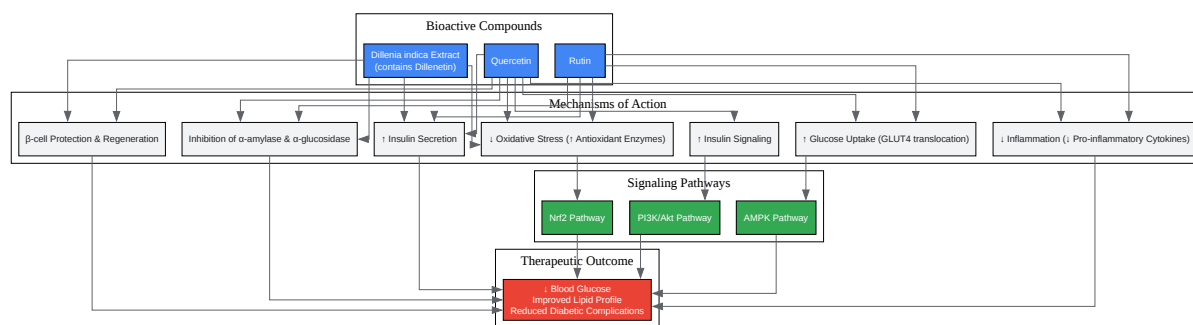 Bioactive Compounds
Dillenia indica Extract
(contains Dillenetin)
Quercetin
Rutin
Mechanisms of Action
β-cell Protection & Regeneration
Inhibition of α-amylase & α-glucosidase
↑ Insulin Secretion
↓ Oxidative Stress (↑ Antioxidant Enzymes)
↑ Insulin Signaling
↑ Glucose Uptake (GLUT4 translocation)
↓ Inflammation (↓ Pro-inflammatory Cytokines)
Signaling Pathways
Nrf2 Pathway
PI3K/Akt Pathway
AMPK Pathway
Therapeutic Outcome
↓ Blood Glucose
Improved Lipid Profile
Reduced Diabetic Complications